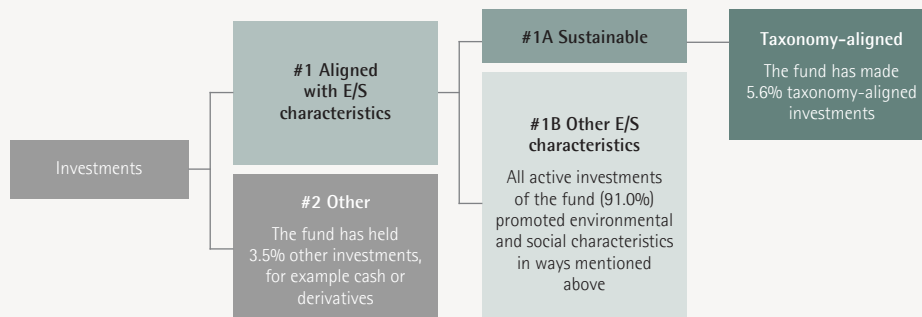 Investments
#1 Aligned
with E/S
characteristics
#2 Other
The fund has held
3.5% other investments,
for example cash or
derivatives
#1A Sustainable
#1B Other E/S
characteristics
All active investments
of the fund (91.0%)
promoted environmental
and social characteristics
in ways mentioned
above
Taxonomy-aligned
The fund has made
5.6% taxonomy-aligned
investments